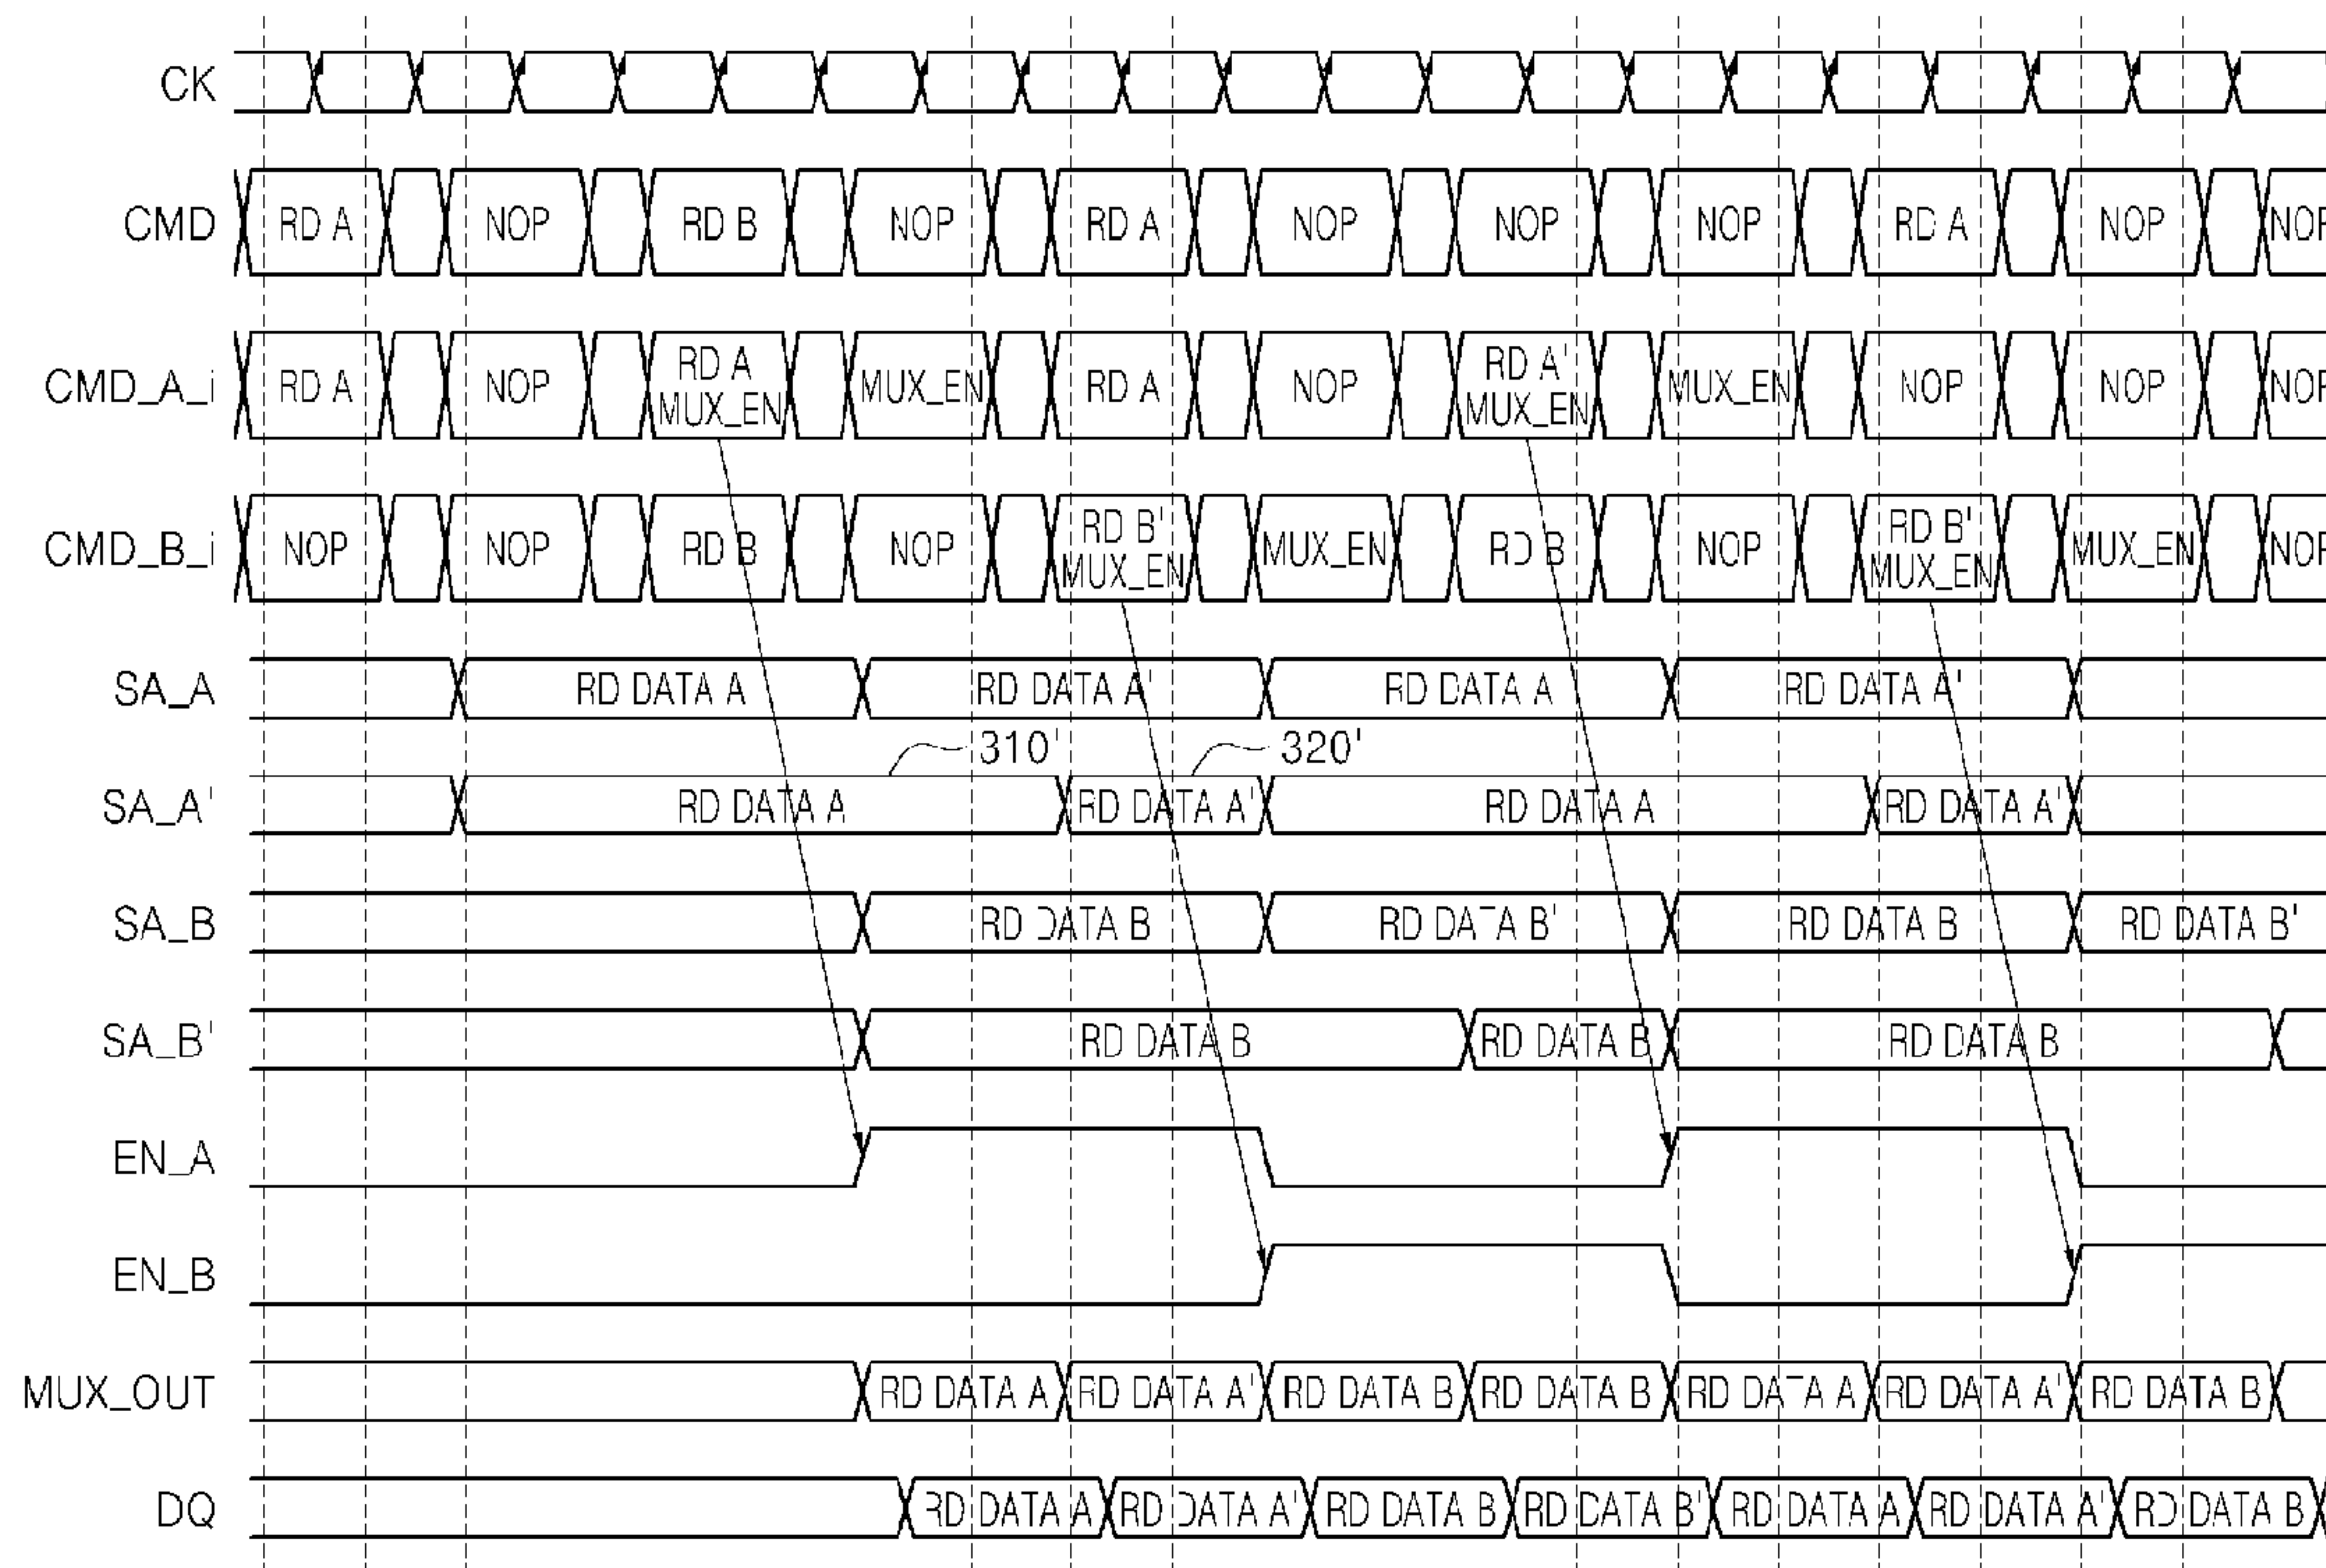 CK
CMD RD A NOP RD B NOP RD A NOP NOP NOP RD A NOP NOP
CMD_A_i RD A NOP RD A MUX_EN MUX_EN RD A NOP RD A' MUX_EN MUX_EN NOP NOP NOP
CMD_B_i NOP NOP RD B NOP RD B' MUX_EN MUX_EN RD B NOP RD B' MUX_EN MUX_EN NOP
SA_A RD DATA A RD DATA A' RD DATA A RD DATA A'
310' 320'
SA_A' RD DATA A RD DATA A' RD DATA A RD DATA A'
SA_B RD DATA B RD DATA B' RD DATA B RD DATA B'
SA_B' RD DATA B RD DATA B RD DATA B
EN_A
EN_B
MUX_OUT RD DATA A RD DATA A' RD DATA B RD DATA B RD DATA A RD DATA A' RD DATA B
DQ RD DATA A RD DATA A' RD DATA B RD DATA B' RD DATA A RD DATA A' RD DATA B